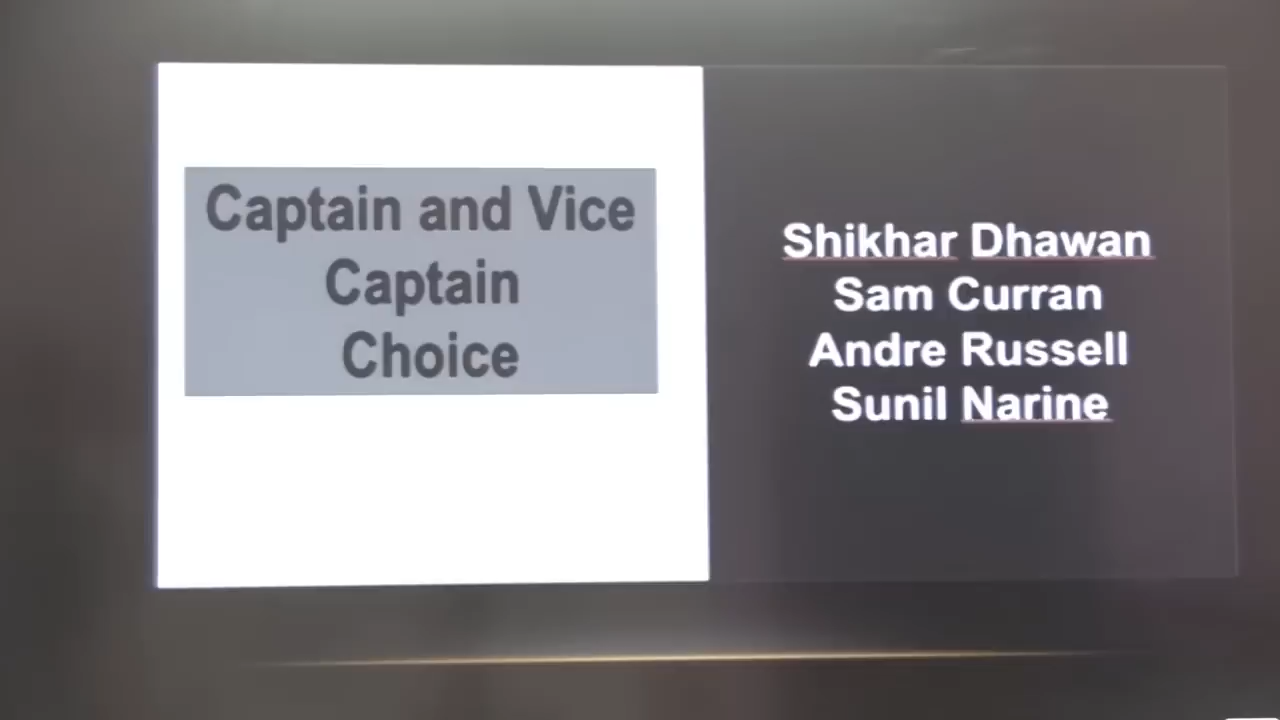 Captain and Vice
Captain
Choice
Shikhar Dhawan
Sam Curran
Andre Russell
Sunil Narine